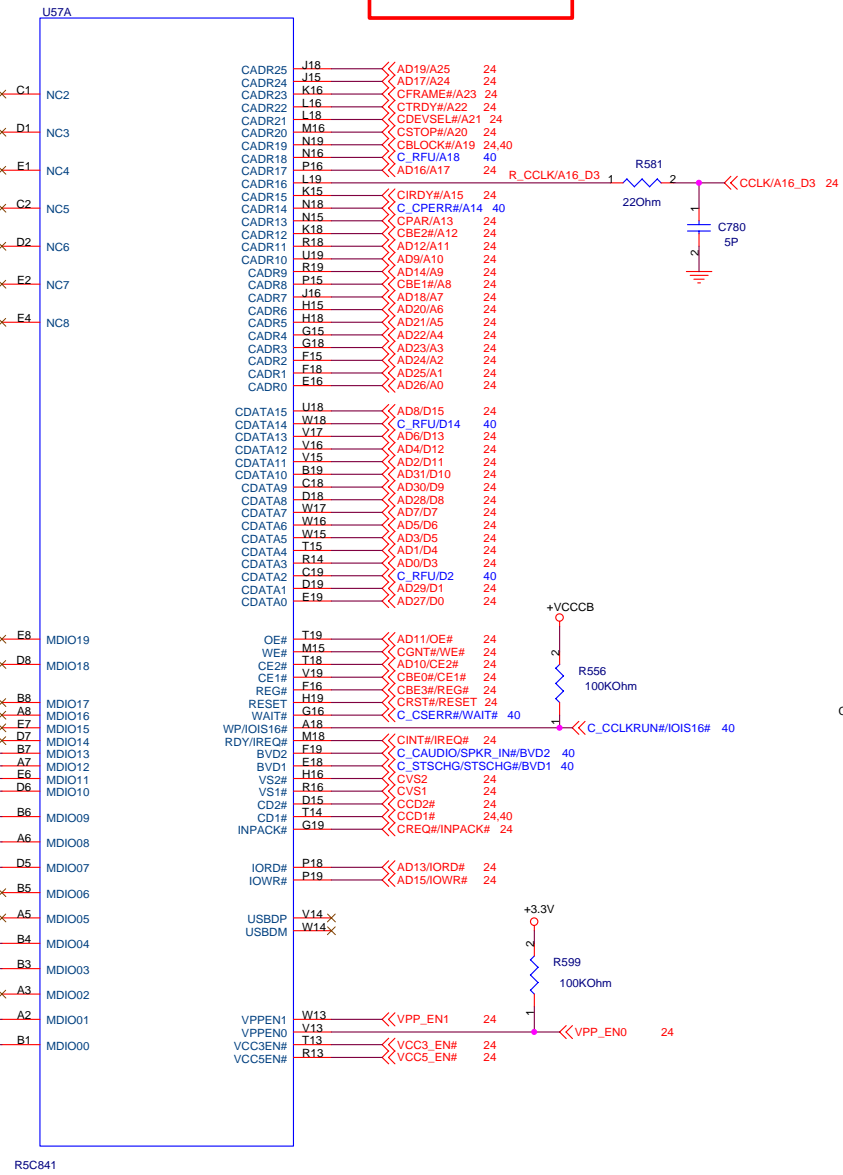 U57A
C1 NC2
D1 NC3
E1 NC4
C2 NC5
D2 NC6
E2 NC7
E4 NC8
CADR25 J18 AD19/A25 24
CADR24 J15 AD17/A24 24
CADR23 K16 CFRAME#/A23 24
CADR22 L16 CTRDY#/A22 24
CADR21 L18 CDEVSEL#/A21 24
CADR20 M16 CSTOP#/A20 24
CADR19 N19 CBLOCK#/A19 24,40
CADR18 N16 C_RFU/A18 40
CADR17 P16 AD16/A17 24
CADR16 L19 R_CCLK/A16_D3 1 R581 2 CCLK/A16_D3 24
22Ohm
1 C780
5P
2
CADR15 K15 CIRDY#/A15 24
CADR14 N18 C_CPERR#/A14 40
CADR13 N15 CPAR/A13 24
CADR12 K18 CBE2#/A12 24
CADR11 R18 AD12/A11 24
CADR10 U19 AD9/A10 24
CADR9 R19 AD14/A9 24
CADR8 P15 CBE1#/A8 24
CADR7 J16 AD18/A7 24
CADR6 H15 AD20/A6 24
CADR5 H18 AD21/A5 24
CADR4 G15 AD22/A4 24
CADR3 G18 AD23/A3 24
CADR2 F15 AD24/A2 24
CADR1 F18 AD25/A1 24
CADR0 E16 AD26/A0 24
CDATA15 U18 AD8/D15 24
CDATA14 W18 C_RFU/D14 40
CDATA13 V17 AD6/D13 24
CDATA12 V16 AD4/D12 24
CDATA11 V15 AD2/D11 24
CDATA10 B19 AD31/D10 24
CDATA9 C18 AD30/D9 24
CDATA8 D18 AD28/D8 24
CDATA7 W17 AD7/D7 24
CDATA6 W16 AD5/D6 24
CDATA5 W15 AD3/D5 24
CDATA4 T15 AD1/D4 24
CDATA3 R14 AD0/D3 24
CDATA2 C19 C_RFU/D2 40
CDATA1 D19 AD29/D1 24
CDATA0 E19 AD27/D0 24
+VCCCB
2
R556
100KOhm
1
E8 MDIO19
D8 MDIO18
B8 MDIO17
A8 MDIO16
E7 MDIO15
D7 MDIO14
B7 MDIO13
A7 MDIO12
E6 MDIO11
D6 MDIO10
B6 MDIO09
A6 MDIO08
D5 MDIO07
B5 MDIO06
A5 MDIO05
B4 MDIO04
B3 MDIO03
A3 MDIO02
A2 MDIO01
B1 MDIO00
OE# T19 AD11/OE# 24
WE# M15 CGNT#/WE# 24
CE2# T18 AD10/CE2# 24
CE1# V19 CBE0#/CE1# 24
REG# F16 CBE3#/REG# 24
RESET H19 CRST#/RESET 24
WAIT# G16 C_CSERR#/WAIT# 40
WP/IOIS16# A18 C_CCLKRUN#/IOIS16# 40
RDY/IREQ# M18 CINT#/IREQ# 24
BVD2 F19 C_CAUDIO/SPKR_IN#/BVD2 40
BVD1 E18 C_STSCHG/STSCHG#/BVD1 40
VS2# H16 CVS2 24
VS1# R16 CVS1 24
CD2# D15 CCD2# 24
CD1# T14 CCD1# 24,40
INPACK# G19 CREQ#/INPACK# 24
IORD# P18 AD13/IORD# 24
IOWR# P19 AD15/IOWR# 24
USBDP V14
USBDM W14
+3.3V
2
R599
100KOhm
1
VPPEN1 W13 VPP_EN1 24
VPPEN0 V13 VPP_EN0 24
VCC3EN# T13 VCC3_EN# 24
VCC5EN# R13 VCC5_EN# 24
R5C841